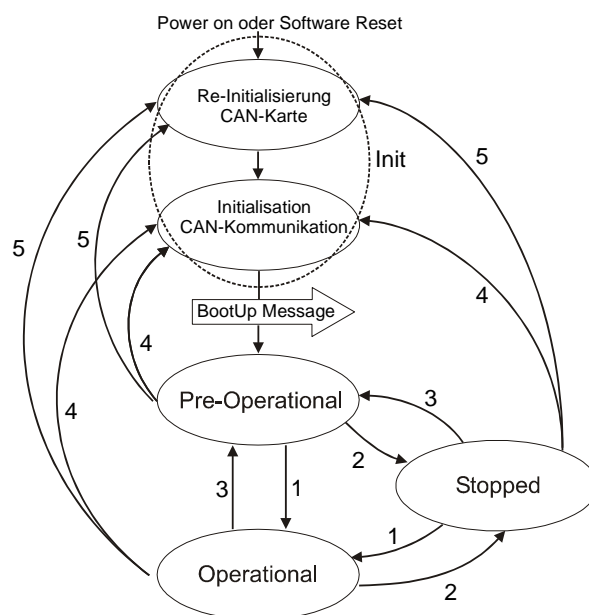 Power on oder Software Reset
Re-Initialisierung
CAN-Karte
Init
5
Initialisation
CAN-Kommunikation
5
5
4
BootUp Message
4
4
3
Pre-Operational
2
3
1
Stopped
1
Operational
2